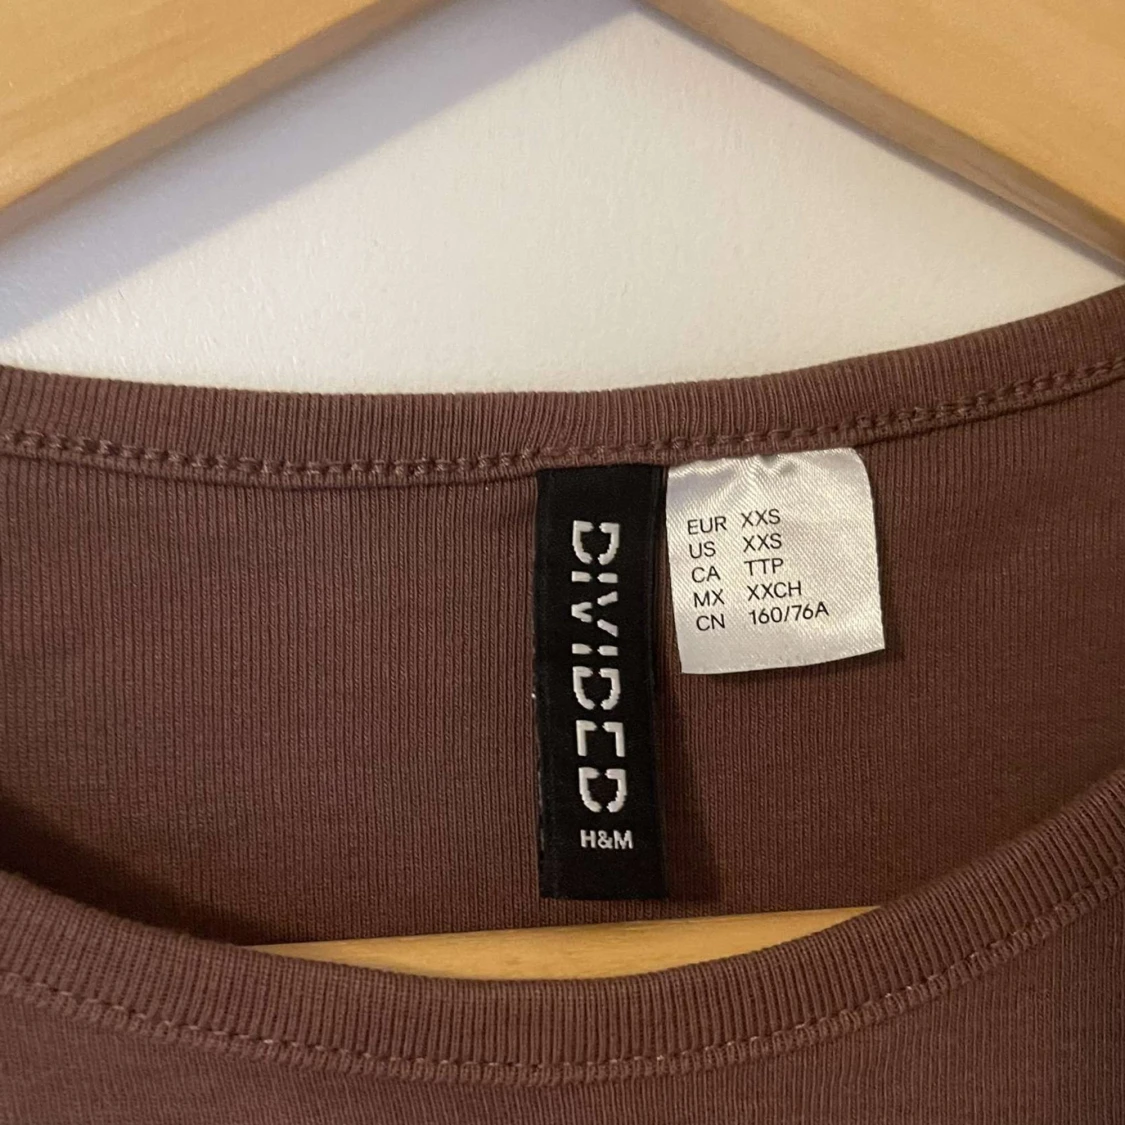 DIVIDED
H&M
EUR XXS
US XXS
CA TTP
MX XXCH
CN 160/76A